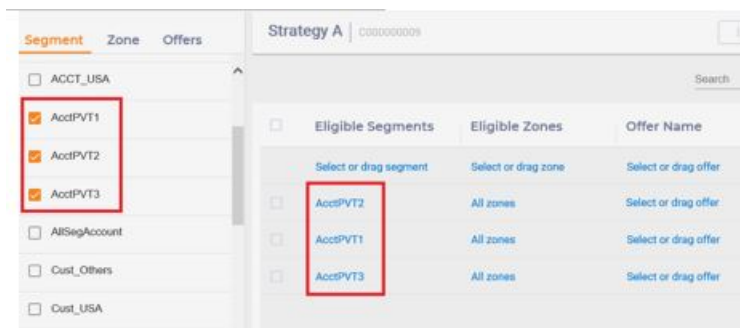 Segment Zone Offers
ACCT_USA
AcctPVT1
AcctPVT2
AcctPVT3
AllSegAccount
Cust_Others
Cust_USA
Strategy A | C000000009
Search
Eligible Segments Eligible Zones Offer Name
Select or drag segment Select or drag zone Select or drag offer
AcctPVT2 All zones Select or drag offer
AcctPVT1 All zones Select or drag offer
AcctPVT3 All zones Select or drag offer